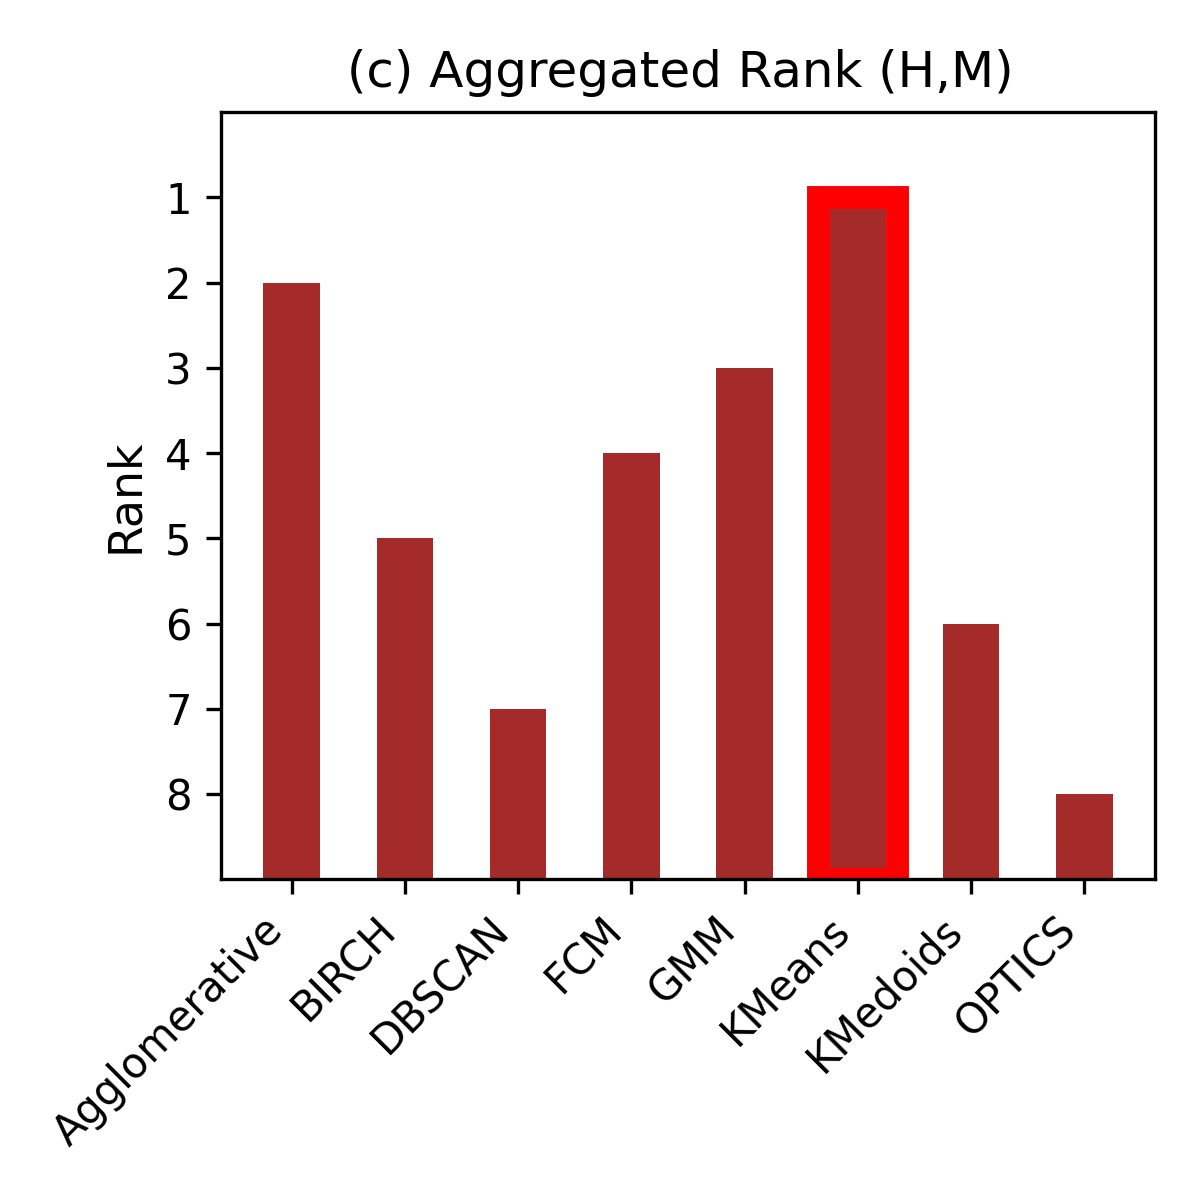 (c) Aggregated Rank (H,M)
Rank
1
2
3
4
5
6
7
8
Agglomerative
BIRCH
DBSCAN
FCM
GMM
KMeans
KMedoids
OPTICS